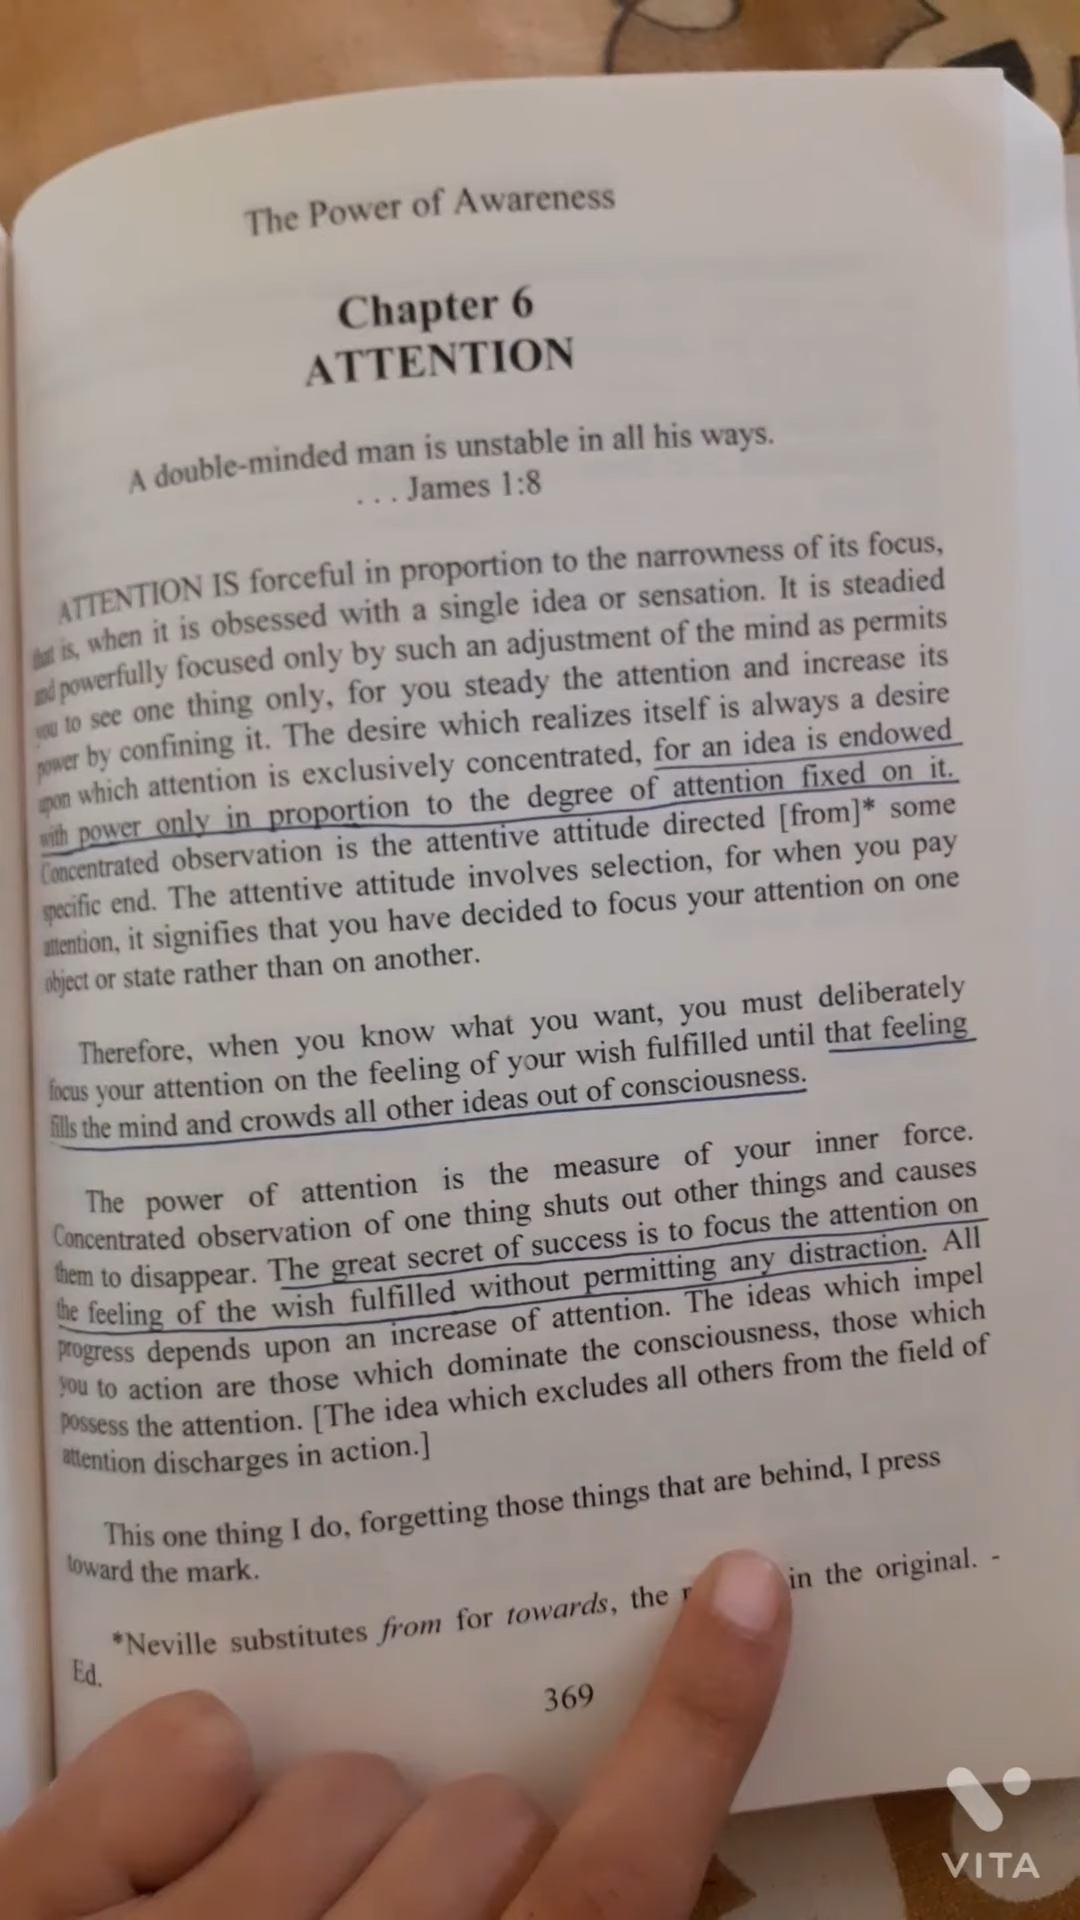 The Power of Awareness
Chapter 6
ATTENTION
A double-minded man is unstable in all his ways.
. . . James 1:8
ATTENTION IS forceful in proportion to the narrowness of its focus,
that is, when it is obsessed with a single idea or sensation. It is steadied
and powerfully focused only by such an adjustment of the mind as permits
you to see one thing only, for you steady the attention and increase its
power by confining it. The desire which realizes itself is always a desire
upon which attention is exclusively concentrated, for an idea is endowed
with power only in proportion to the degree of attention fixed on it.
Concentrated observation is the attentive attitude directed [from]* some
specific end. The attentive attitude involves selection, for when you pay
attention, it signifies that you have decided to focus your attention on one
object or state rather than on another.
Therefore, when you know what you want, you must deliberately
focus your attention on the feeling of your wish fulfilled until that feeling
fills the mind and crowds all other ideas out of consciousness.
The power of attention is the measure of your inner force.
Concentrated observation of one thing shuts out other things and causes
them to disappear. The great secret of success is to focus the attention on
the feeling of the wish fulfilled without permitting any distraction. All
progress depends upon an increase of attention. The ideas which impel
you to action are those which dominate the consciousness, those which
possess the attention. [The idea which excludes all others from the field of
attention discharges in action.]
This one thing I do, forgetting those things that are behind, I press
toward the mark.
*Neville substitutes from for towards, the in the original. -
Ed.
369
VITA